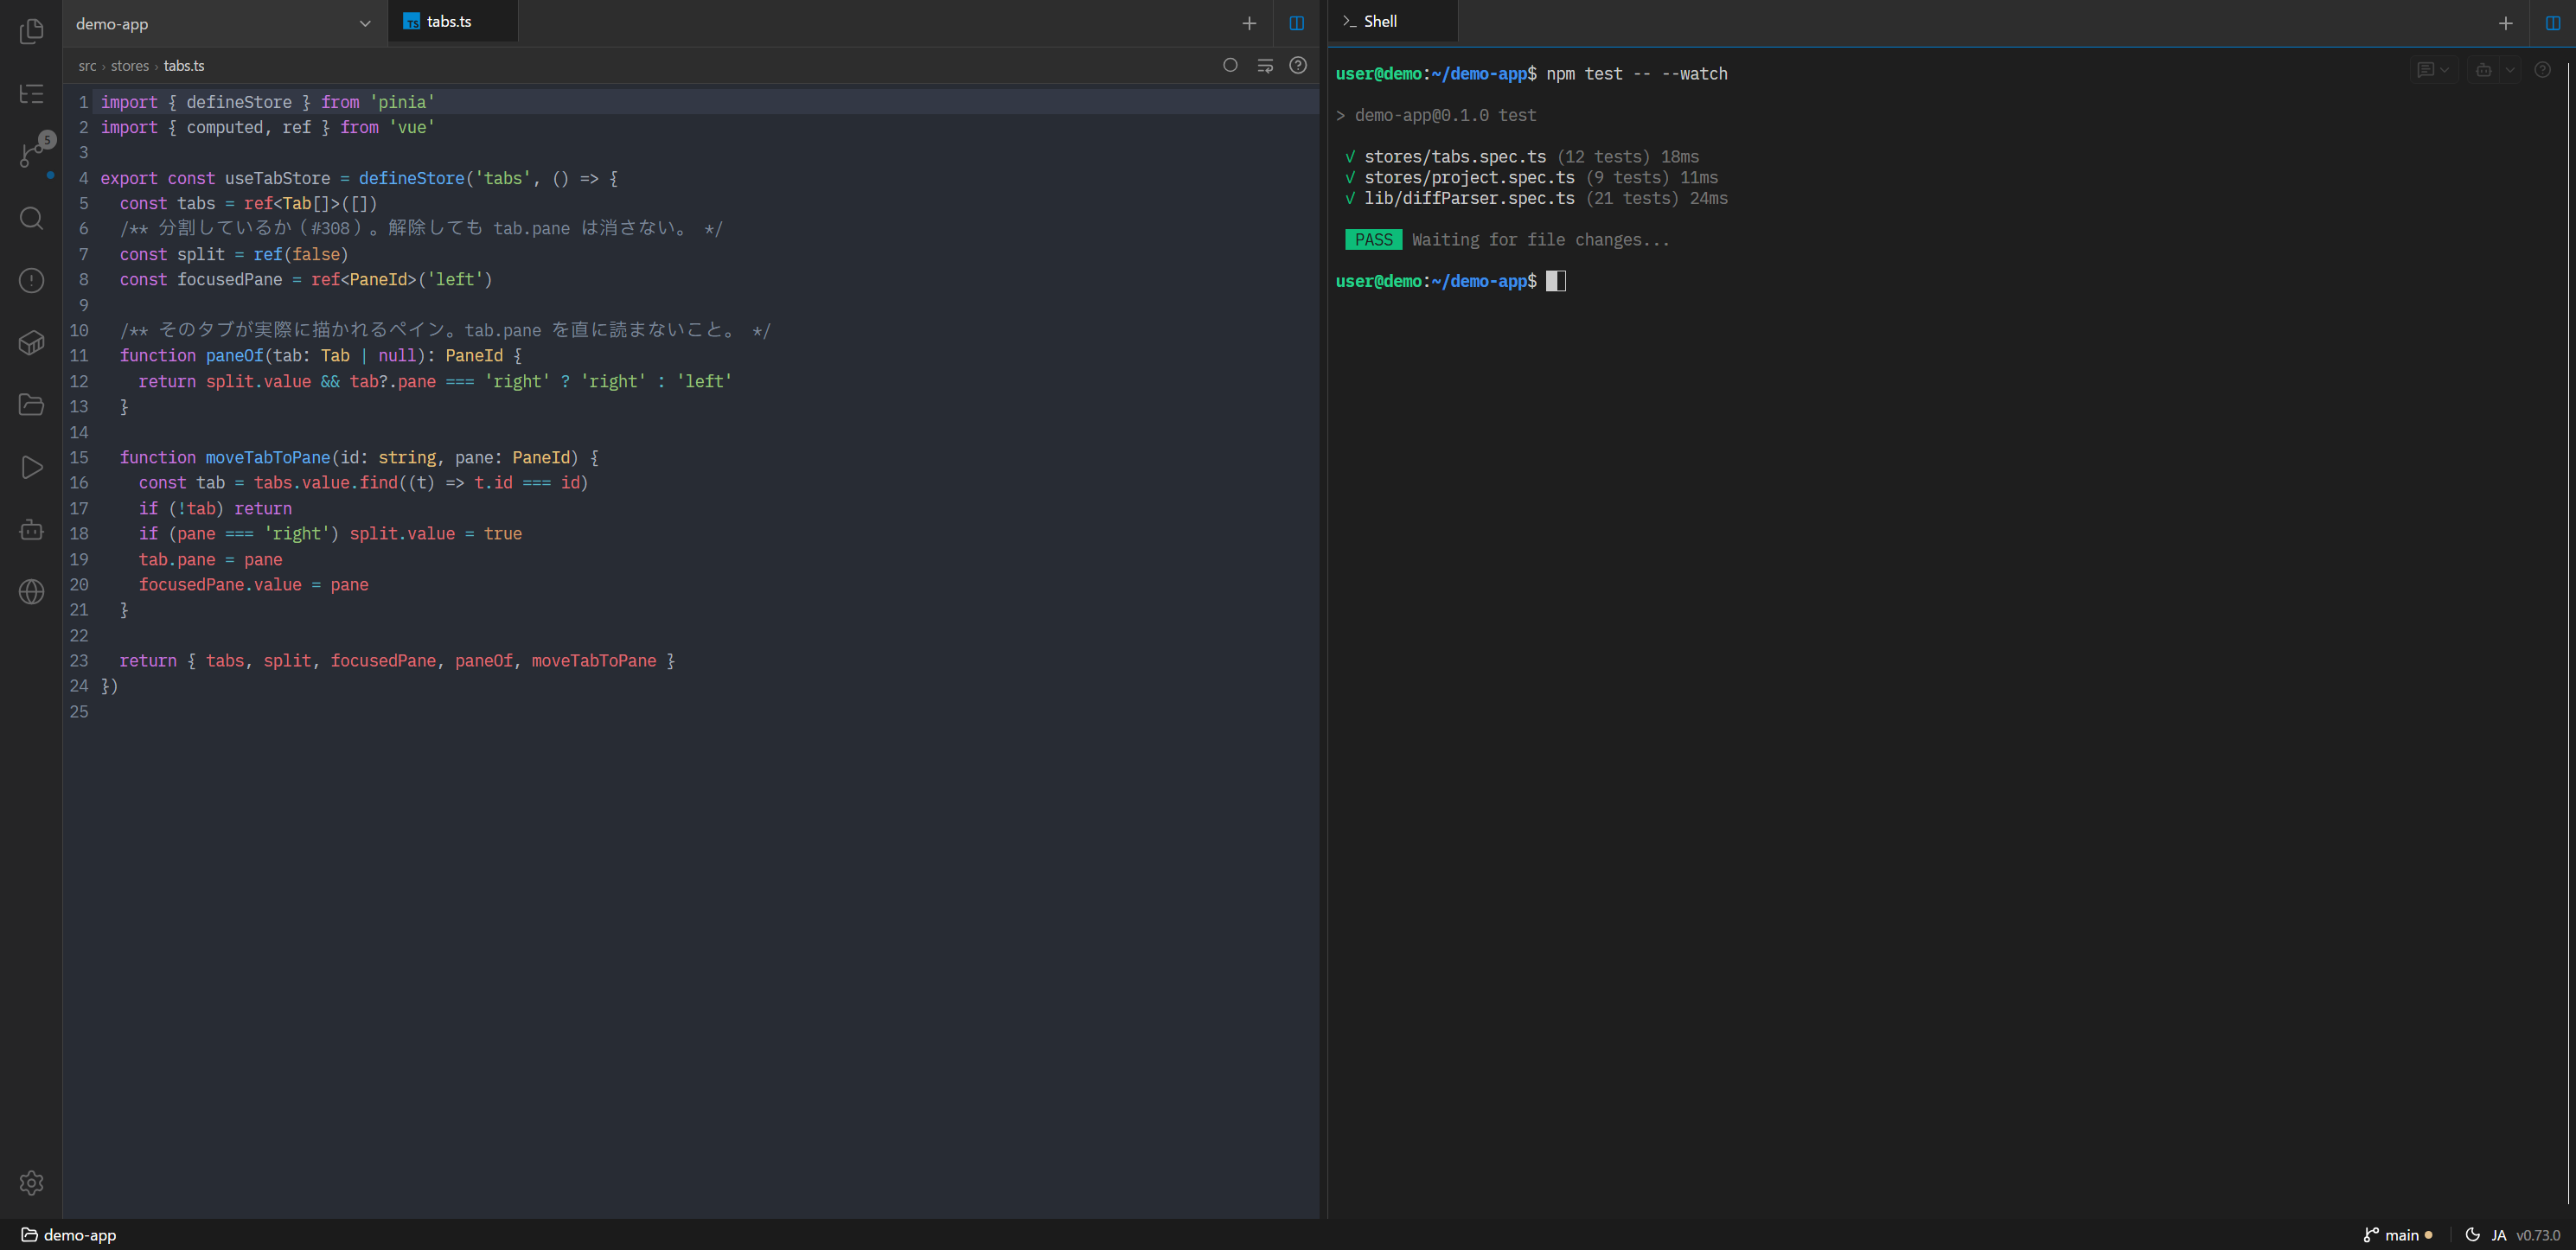 demo-app
tabs.ts
Shell
5
src › stores › tabs.ts
1 import { defineStore } from 'pinia'
2 import { computed, ref } from 'vue'
3
4 export const useTabStore = defineStore('tabs', () => {
5 const tabs = ref<Tab[]>([])
6 /** 分割しているか（#308）。解除しても tab.pane は消さない。 */
7 const split = ref(false)
8 const focusedPane = ref<PaneId>('left')
9
10 /** そのタブが実際に描かれるペイン。tab.pane を直に読まないこと。 */
11 function paneOf(tab: Tab | null): PaneId {
12 return split.value && tab?.pane === 'right' ? 'right' : 'left'
13 }
14
15 function moveTabToPane(id: string, pane: PaneId) {
16 const tab = tabs.value.find((t) => t.id === id)
17 if (!tab) return
18 if (pane === 'right') split.value = true
19 tab.pane = pane
20 focusedPane.value = pane
21 }
22
23 return { tabs, split, focusedPane, paneOf, moveTabToPane }
24 })
25
user@demo:~/demo-app$ npm test -- --watch
> demo-app@0.1.0 test
√ stores/tabs.spec.ts (12 tests) 18ms
√ stores/project.spec.ts (9 tests) 11ms
√ lib/diffParser.spec.ts (21 tests) 24ms
PASS Waiting for file changes...
user@demo:~/demo-app$
demo-app
main
JA
v0.73.0